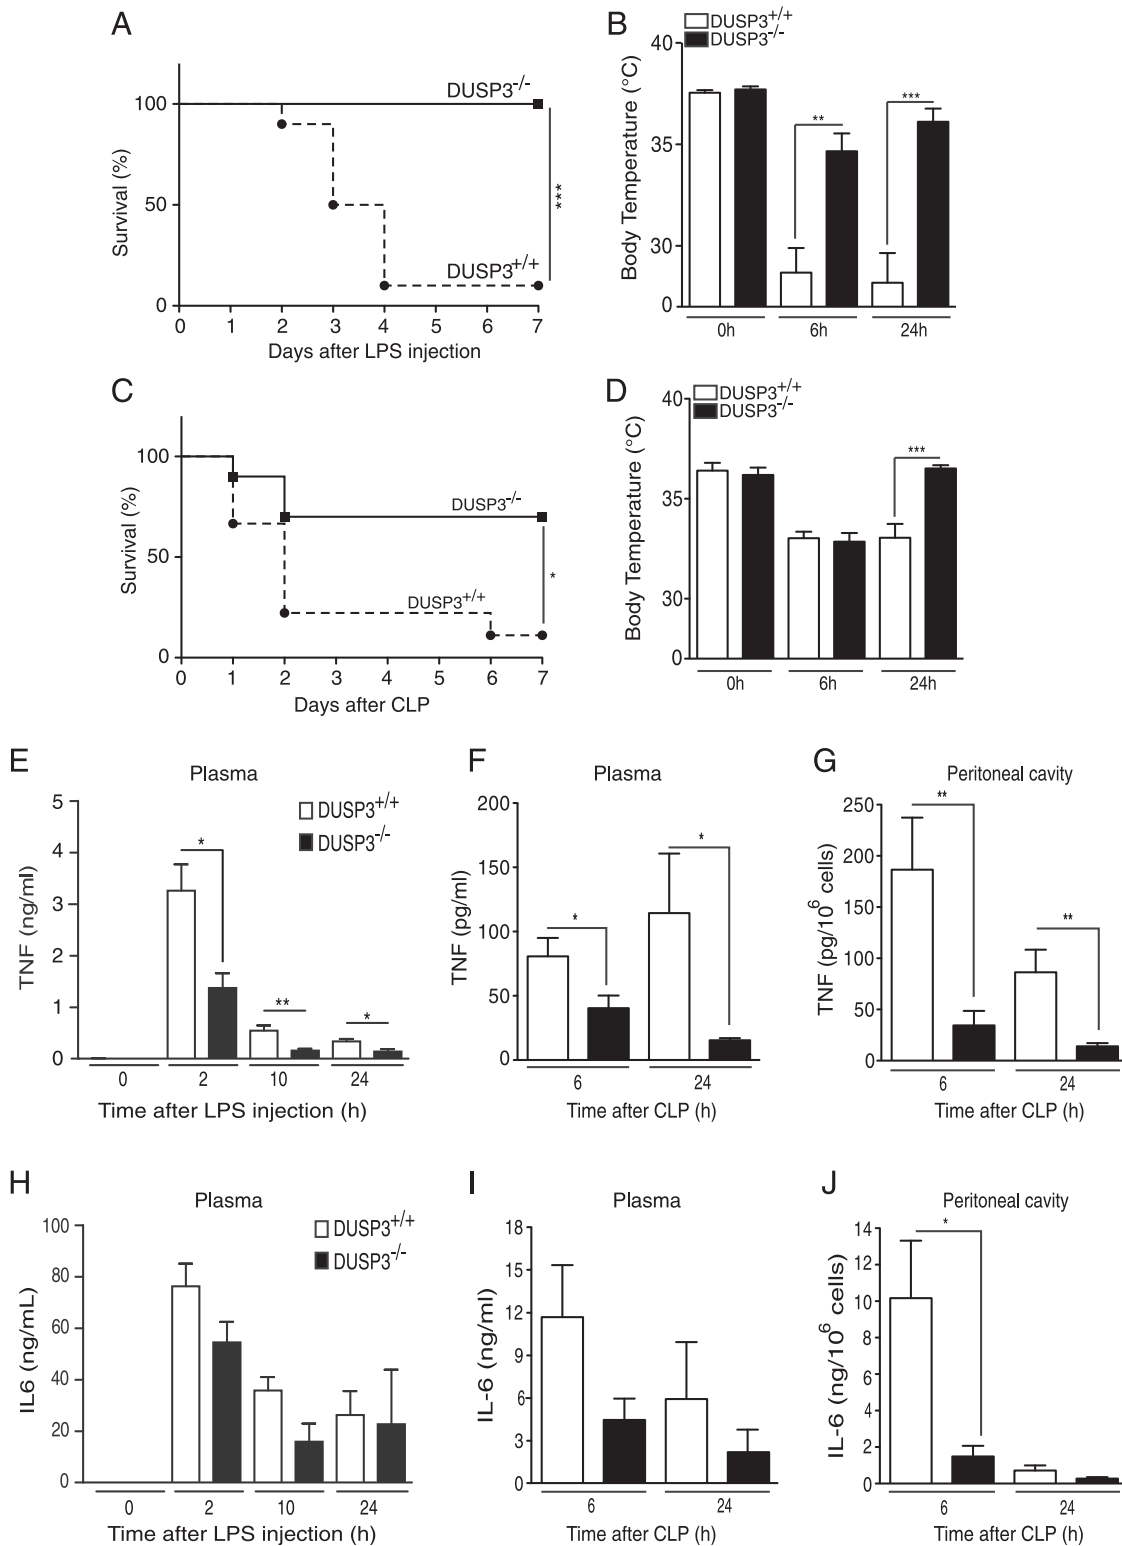 A
DUSP3-/-
100
50
0
Survival (%)
DUSP3+/+
***
0 1 2 3 4 5 6 7
Days after LPS injection
B
DUSP3+/+
DUSP3-/-
40
35
30
0
Body Temperature (°C)
**
***
0h 6h 24h
C
100
50
0
Survival (%)
DUSP3-/-
DUSP3+/+
*
0 1 2 3 4 5 6 7
Days after CLP
D
DUSP3+/+
DUSP3-/-
40
35
30
0
Body Temperature (°C)
***
0h 6h 24h
E
Plasma
5
4
3
2
1
0
TNF (ng/ml)
DUSP3+/+
DUSP3-/-
*
**
*
0 2 10 24
Time after LPS injection (h)
F
Plasma
200
150
100
50
0
TNF (pg/ml)
*
*
6 24
Time after CLP (h)
G
Peritoneal cavity
250
200
150
100
50
0
TNF (pg/10^6 cells)
**
**
6 24
Time after CLP (h)
H
Plasma
100
80
60
40
20
0
IL6 (ng/mL)
DUSP3+/+
DUSP3-/-
0 2 10 24
Time after LPS injection (h)
I
Plasma
18
15
12
9
6
3
0
IL-6 (ng/ml)
6 24
Time after CLP (h)
J
Peritoneal cavity
14
12
10
8
6
4
2
0
IL-6 (ng/10^6 cells)
*
6 24
Time after CLP (h)